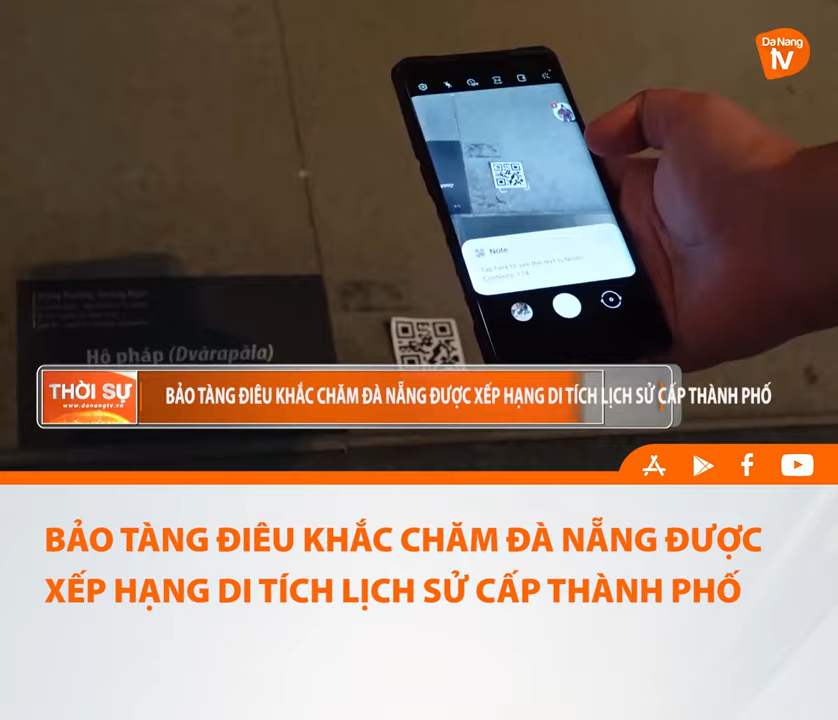 Da Nang
tv
Note
Hộ pháp (Dvàrapàla)
THỜI SỰ
www.danangtv.vn
BẢO TÀNG ĐIÊU KHẮC CHĂM ĐÀ NẴNG ĐƯỢC XẾP HẠNG DI TÍCH LỊCH SỬ CẤP THÀNH PHỐ
BẢO TÀNG ĐIÊU KHẮC CHĂM ĐÀ NẴNG ĐƯỢC
XẾP HẠNG DI TÍCH LỊCH SỬ CẤP THÀNH PHỐ